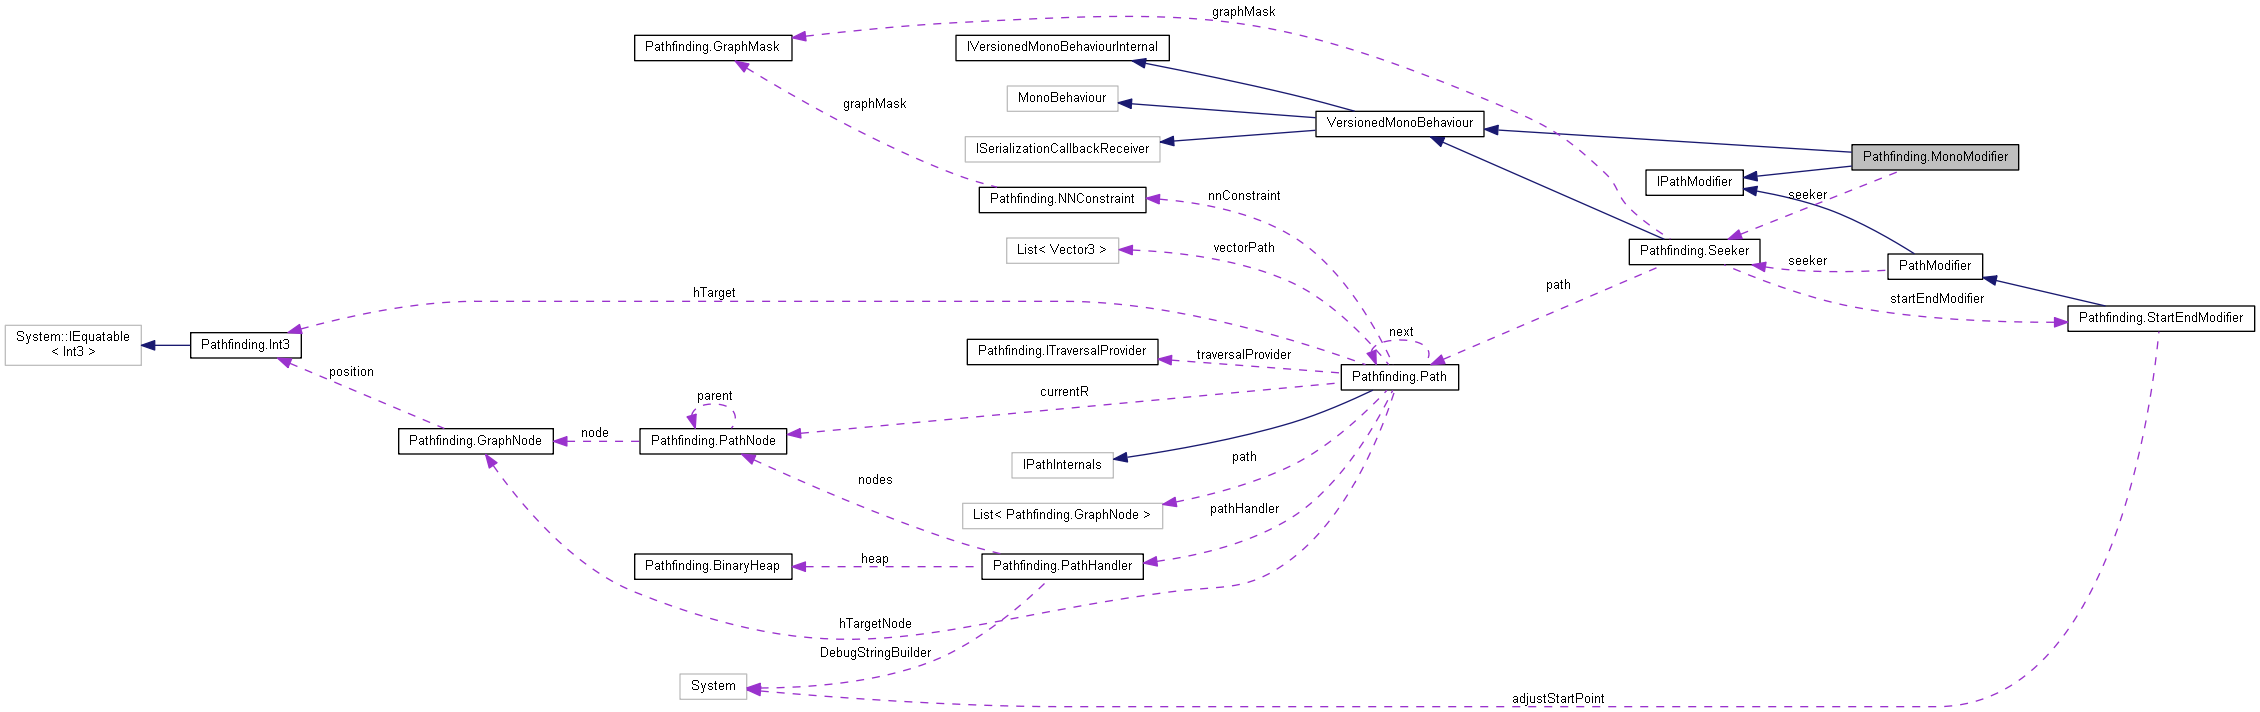 graphMask
Pathfinding.GraphMask
IVersionedMonoBehaviourInternal
MonoBehaviour
graphMask
VersionedMonoBehaviour
ISerializationCallbackReceiver
Pathfinding.MonoModifier
IPathModifier
Pathfinding.NNConstraint
nnConstraint
seeker
List< Vector3 >
vectorPath
Pathfinding.Seeker
seeker
PathModifier
hTarget
path
startEndModifier
System::IEquatable
< Int3 >
Pathfinding.Int3
Pathfinding.ITraversalProvider
traversalProvider
next
Pathfinding.StartEndModifier
position
Pathfinding.Path
parent
currentR
Pathfinding.GraphNode
node
Pathfinding.PathNode
IPathInternals
path
nodes
List< Pathfinding.GraphNode >
pathHandler
Pathfinding.BinaryHeap
heap
Pathfinding.PathHandler
hTargetNode
DebugStringBuilder
System
adjustStartPoint